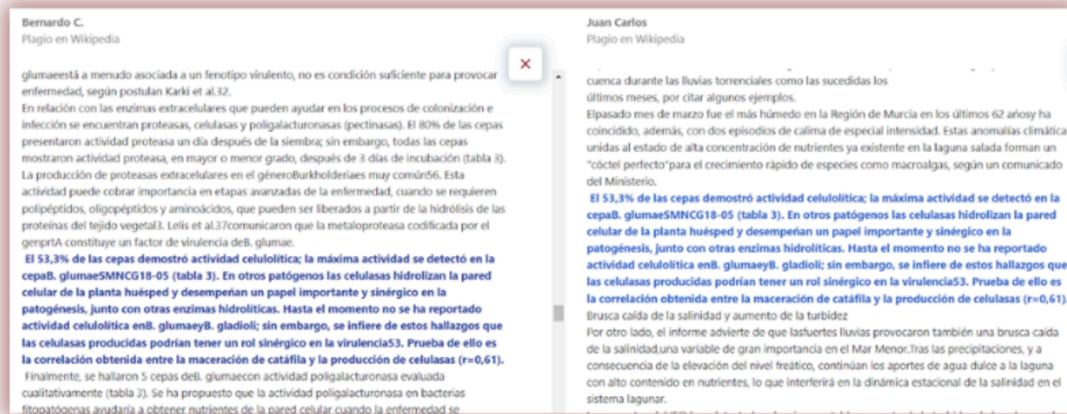 Bernardo C.
Plagio en Wikipedia
glumaeestá a menudo asociada a un fenotipo virulento, no es condición suficiente para provocar
enfermedad, según postulan Karki et al.32.
En relación con las enzimas extracelulares que pueden ayudar en los procesos de colonización e
infección se encuentran proteasas, celulasas y poligalacturonasas (pectinasas). El 80% de las cepas
presentaron actividad proteasa un día después de la siembra; sin embargo, todas las cepas
mostraron actividad proteasa, en mayor o menor grado, después de 3 días de incubación (tabla 3).
La producción de proteasas extracelulares en el géneroBurkholderiaes muy común56. Esta
actividad puede cobrar importancia en etapas avanzadas de la enfermedad, cuando se requieren
polipéptidos, oligopéptidos y aminoácidos, que pueden ser liberados a partir de la hidrólisis de las
proteínas del tejido vegetal3. Lelis et al.37comunicaron que la metaloproteasa codificada por el
genprtA constituye un factor de virulencia deB. glumae.
El 53,3% de las cepas demostró actividad celulolítica; la máxima actividad se detectó en la
cepaB. glumaeSMNCG18-05 (tabla 3). En otros patógenos las celulasas hidrolizan la pared
celular de la planta huésped y desempeñan un papel importante y sinérgico en la
patogénesis, junto con otras enzimas hidrolíticas. Hasta el momento no se ha reportado
actividad celulolítica enB. glumaeyB. gladioli; sin embargo, se infiere de estos hallazgos que
las celulasas producidas podrían tener un rol sinérgico en la virulencia53. Prueba de ello es
la correlación obtenida entre la maceración de catáfila y la producción de celulasas (r=0,61).
Finalmente, se hallaron 5 cepas deB. glumaecon actividad poligalacturonasa evaluada
cualitativamente (tabla 3). Se ha propuesto que la actividad poligalacturonasa en bacterias
fitopatógenas ayudaría a obtener nutrientes de la pared celular cuando la enfermedad se
Juan Carlos
Plagio en Wikipedia
cuenca durante las lluvias torrenciales como las sucedidas los
últimos meses, por citar algunos ejemplos.
Elpasado mes de marzo fue el más húmedo en la Región de Murcia en los últimos 62 añosy ha
coincidido, además, con dos episodios de calima de especial intensidad. Estas anomalías climática
unidas al estado de alta concentración de nutrientes ya existente en la laguna salada forman un
"cóctel perfecto"para el crecimiento rápido de especies como macroalgas, según un comunicado
del Ministerio.
El 53,3% de las cepas demostró actividad celulolítica; la máxima actividad se detectó en la
cepaB. glumaeSMNCG18-05 (tabla 3). En otros patógenos las celulasas hidrolizan la pared
celular de la planta huésped y desempeñan un papel importante y sinérgico en la
patogénesis, junto con otras enzimas hidrolíticas. Hasta el momento no se ha reportado
actividad celulolítica enB. glumaeyB. gladioli; sin embargo, se infiere de estos hallazgos que
las celulasas producidas podrían tener un rol sinérgico en la virulencia53. Prueba de ello es
la correlación obtenida entre la maceración de catáfila y la producción de celulasas (r=0,61)
Brusca caída de la salinidad y aumento de la turbidez
Por otro lado, el informe advierte de que lasfuertes lluvias provocaron también una brusca caída
de la salinidad,una variable de gran importancia en el Mar Menor.Tras las precipitaciones, y a
consecuencia de la elevación del nivel freático, continúan los aportes de agua dulce a la laguna
con alto contenido en nutrientes, lo que interferirá en la dinámica estacional de la salinidad en el
sistema lagunar.